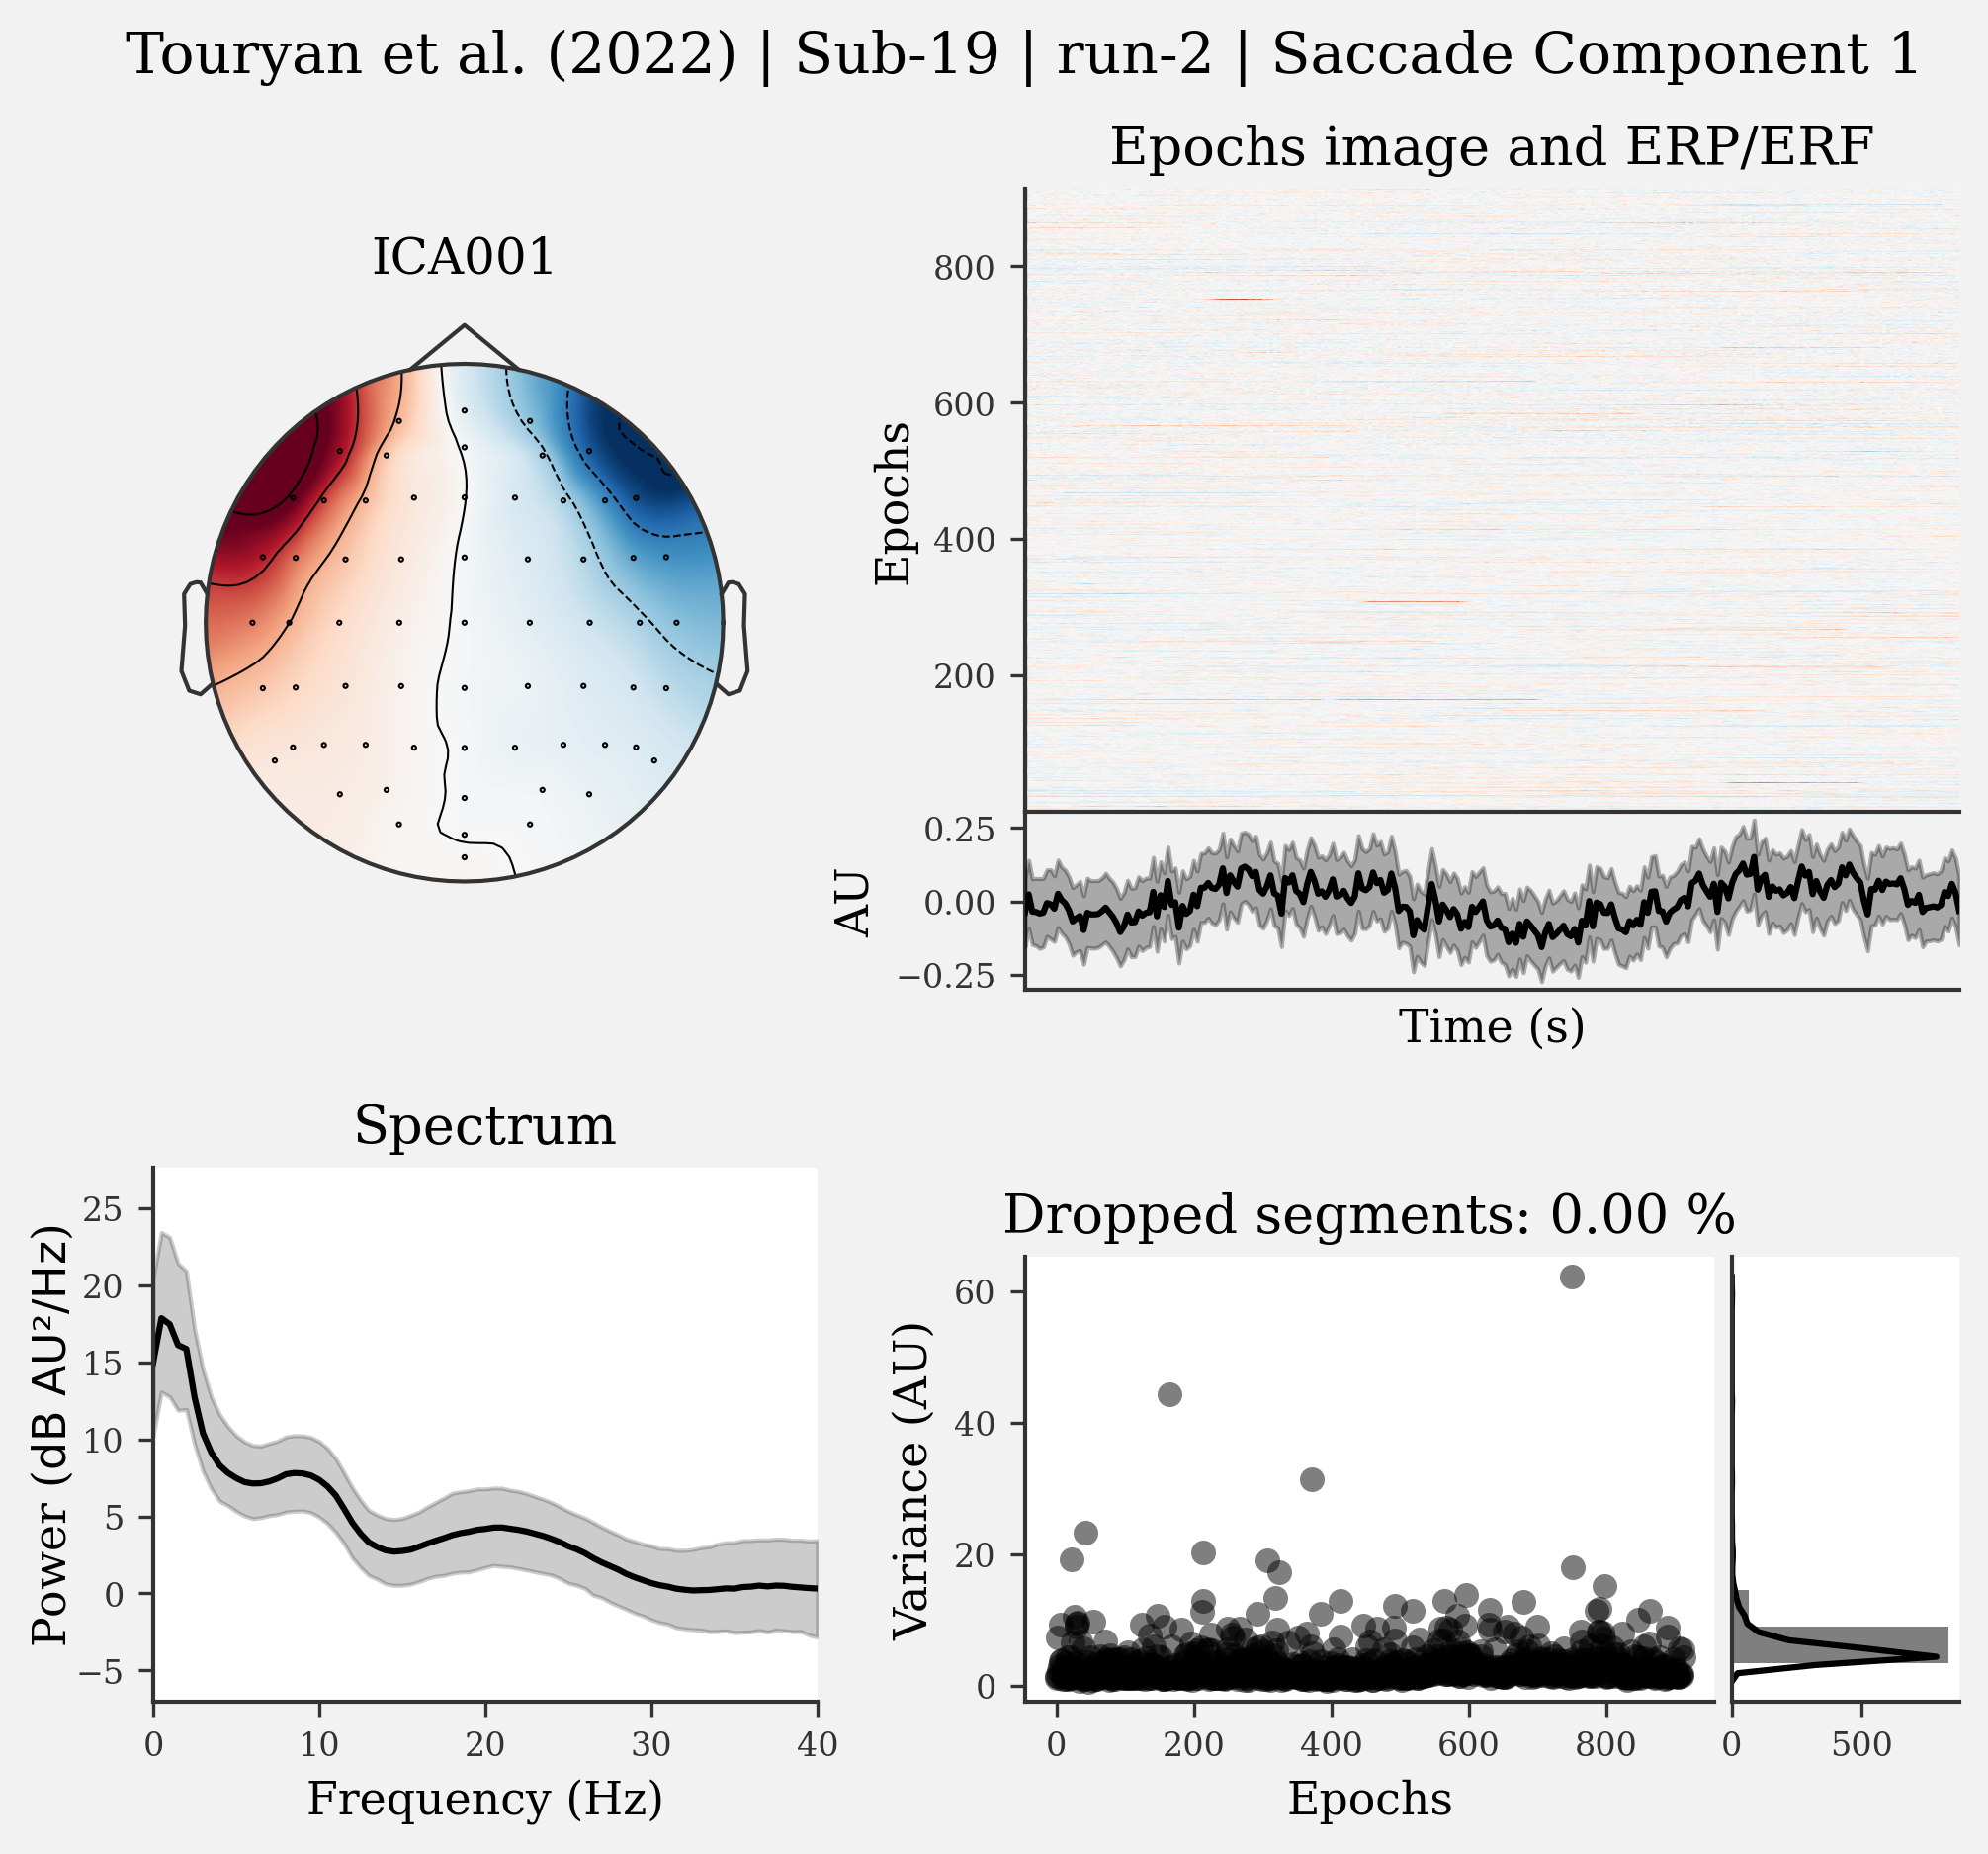 Touryan et al. (2022) | Sub-19 | run-2 | Saccade Component 1
ICA001
Epochs image and ERP/ERF
Epochs
800
600
400
200
AU
0.25
0.00
−0.25
Time (s)
Spectrum
Power (dB AU²/Hz)
25
20
15
10
5
0
−5
0 10 20 30 40
Frequency (Hz)
Dropped segments: 0.00 %
Variance (AU)
60
40
20
0
0 200 400 600 800
0 500
Epochs